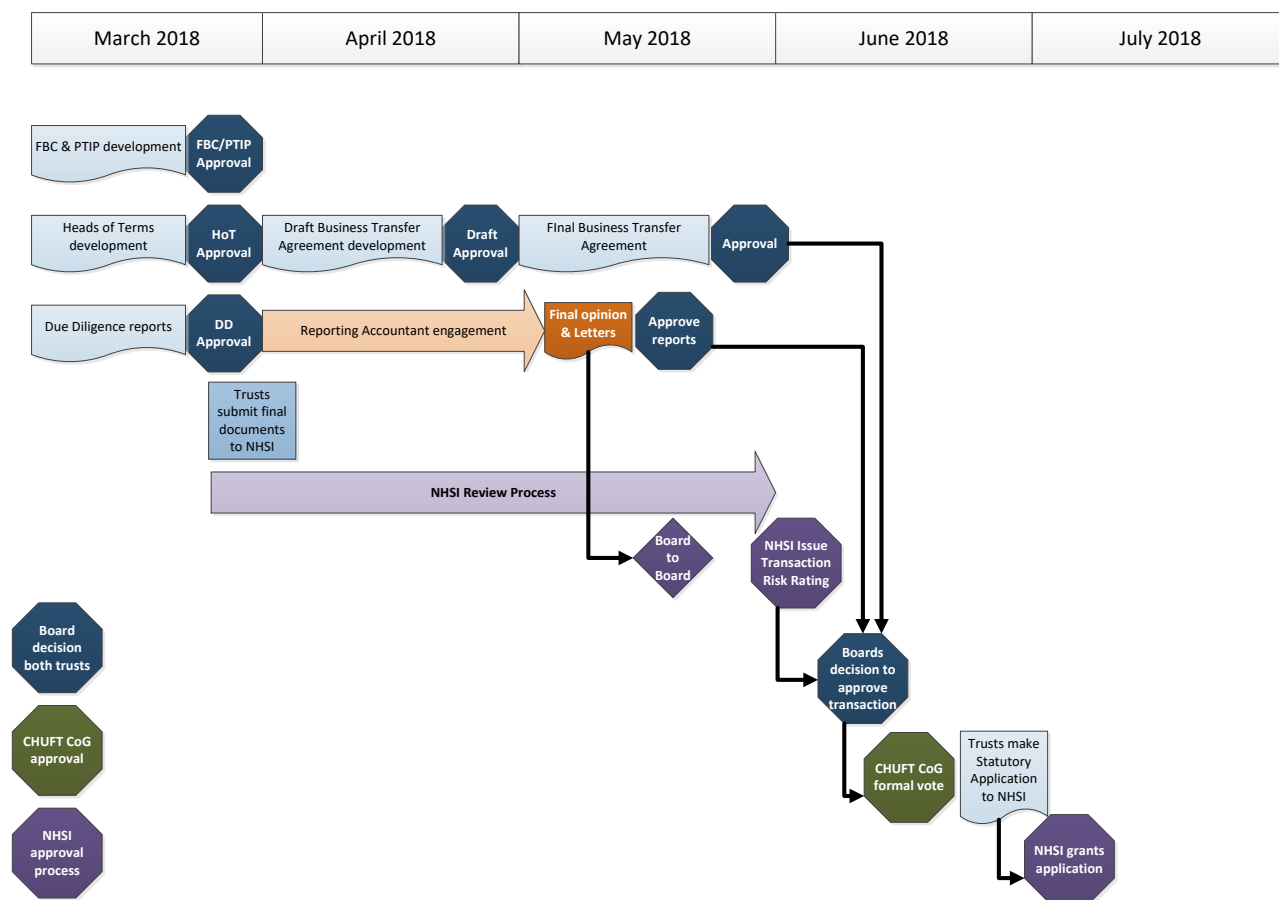 March 2018
April 2018
May 2018
June 2018
July 2018
FBC & PTIP development
FBC/PTIP
Approval
Heads of Terms
development
HoT
Approval
Draft Business Transfer
Agreement development
Draft
Approval
FInal Business Transfer
Agreement
Approval
Due Diligence reports
DD
Approval
Reporting Accountant engagement
Final opinion
& Letters
Approve
reports
Trusts
submit final
documents
to NHSI
NHSI Review Process
Board
to
Board
NHSI Issue
Transaction
Risk Rating
Board
decision
both trusts
Boards
decision to
approve
transaction
CHUFT CoG
approval
CHUFT CoG
formal vote
Trusts make
Statutory
Application
to NHSI
NHSI
approval
process
NHSI grants
application